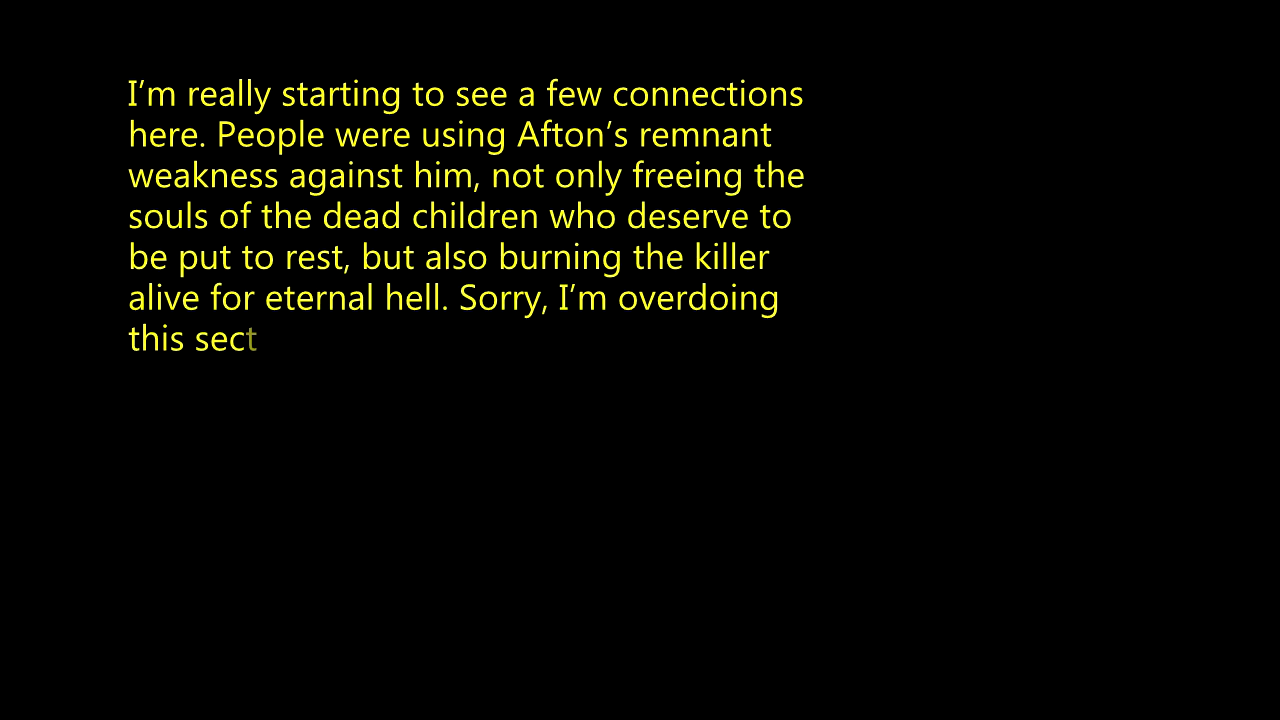 I’m really starting to see a few connections
here. People were using Afton’s remnant
weakness against him, not only freeing the
souls of the dead children who deserve to
be put to rest, but also burning the killer
alive for eternal hell. Sorry, I’m overdoing
this sect